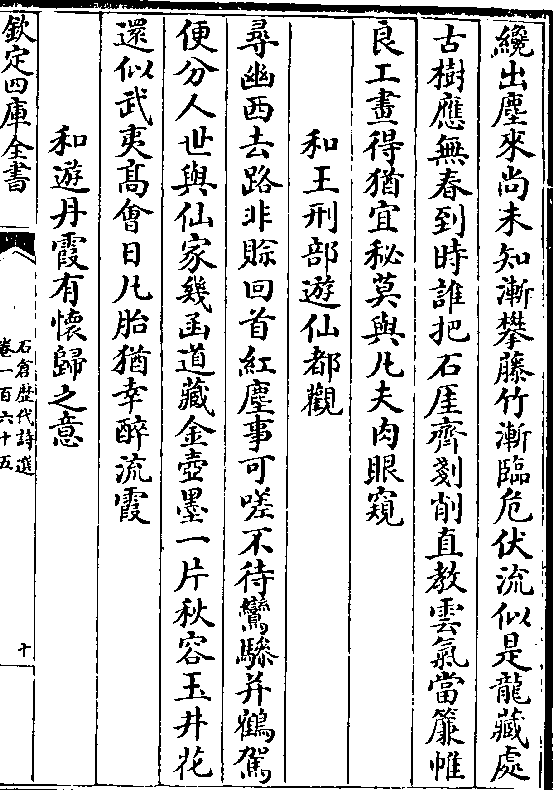 纔出塵來尚未知漸攀藤竹漸臨危伏流似是龍藏處
古樹應無春到時誰把石崖齊剗削直教雲氣當簾帷
良工畫得猶宜秘莫與凡夫肉眼窺
和王刑部遊仙都觀
尋幽西去路非賖回首紅塵事可嗟不待鸞驂并鶴駕
便分人世與仙家幾函道藏金壺墨一片秋容玉井花
還似武夷髙會日凡胎猶幸醉流霞
和遊丹霞有懷歸之意
欽定四庫全書
石倉歴代詩選
卷一百六十五
十